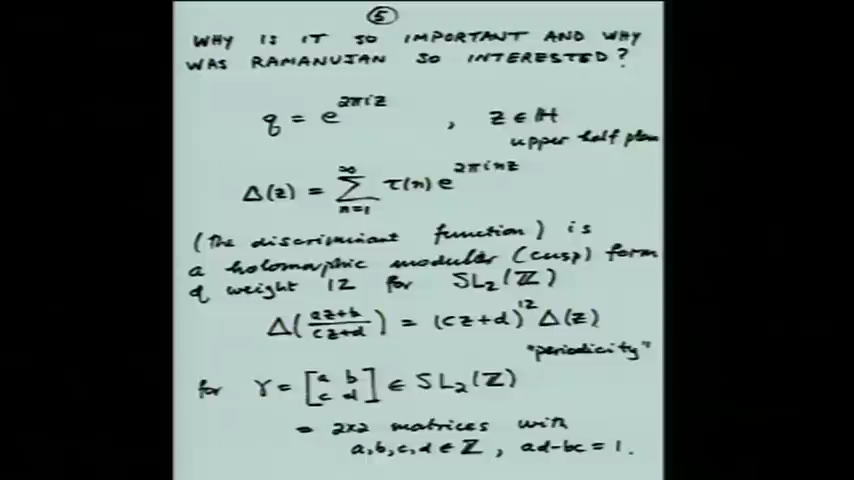 5
WHY IS IT SO IMPORTANT AND WHY
WAS RAMANUJAN SO INTERESTED?
q = e^{2πiz} , z ∈ ℍ
upper half plan
Δ(z) = ∑_{n=1}^{∞} τ(n) e^{2πinz}
(the discriminant function) is
a holomorphic modular (cusp) form
of weight 12 for SL₂(ℤ)
Δ((az+b)/(cz+d)) = (cz+d)^{12} Δ(z)
"periodicity"
for γ = [a b; c d] ∈ SL₂(ℤ)
= 2x2 matrices with
a,b,c,d ∈ ℤ, ad-bc = 1.